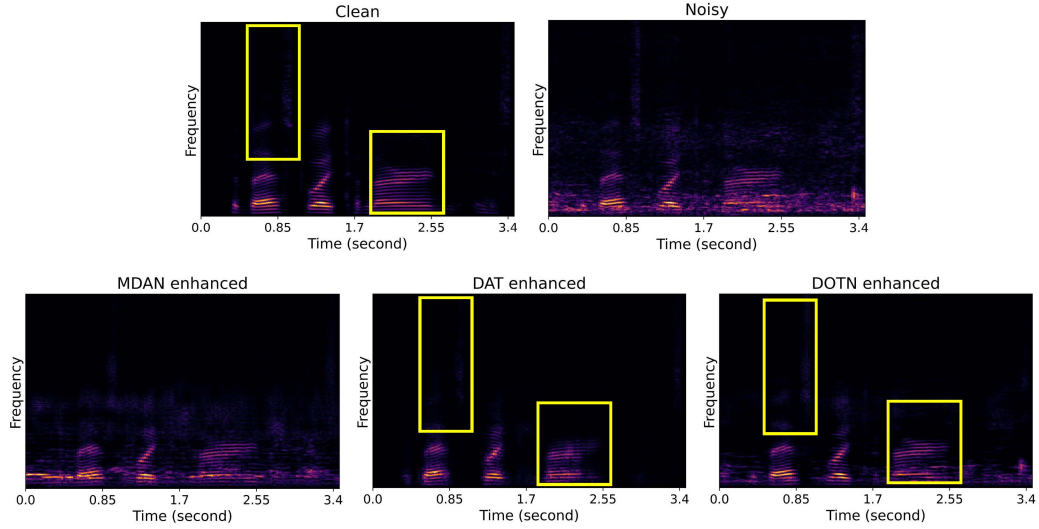 Clean
Noisy
Frequency
Frequency
0.0 0.85 1.7 2.55 3.4
0.0 0.85 1.7 2.55 3.4
Time (second)
Time (second)
MDAN enhanced
DAT enhanced
DOTN enhanced
Frequency
Frequency
Frequency
0.0 0.85 1.7 2.55 3.4
0.0 0.85 1.7 2.55 3.4
0.0 0.85 1.7 2.55 3.4
Time (second)
Time (second)
Time (second)